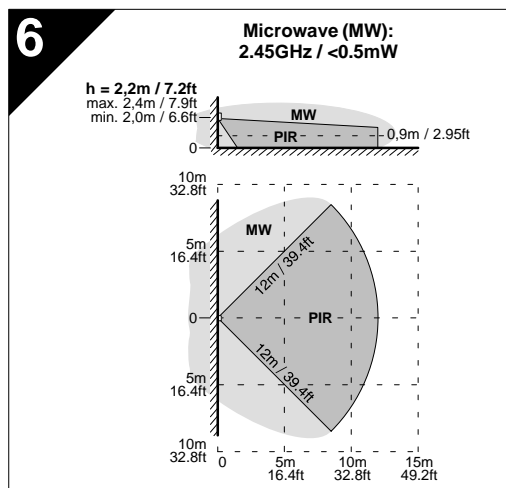 6
Microwave (MW):
2.45GHz / <0.5mW
h = 2,2m / 7.2ft
max. 2,4m / 7.9ft
min. 2,0m / 6.6ft
MW
PIR
0,9m / 2.95ft
0
10m
32.8ft
MW
5m
16.4ft
12m / 39.4ft
0
PIR
12m / 39.4ft
5m
16.4ft
10m
32.8ft
0 5m 10m 15m
16.4ft 32.8ft 49.2ft